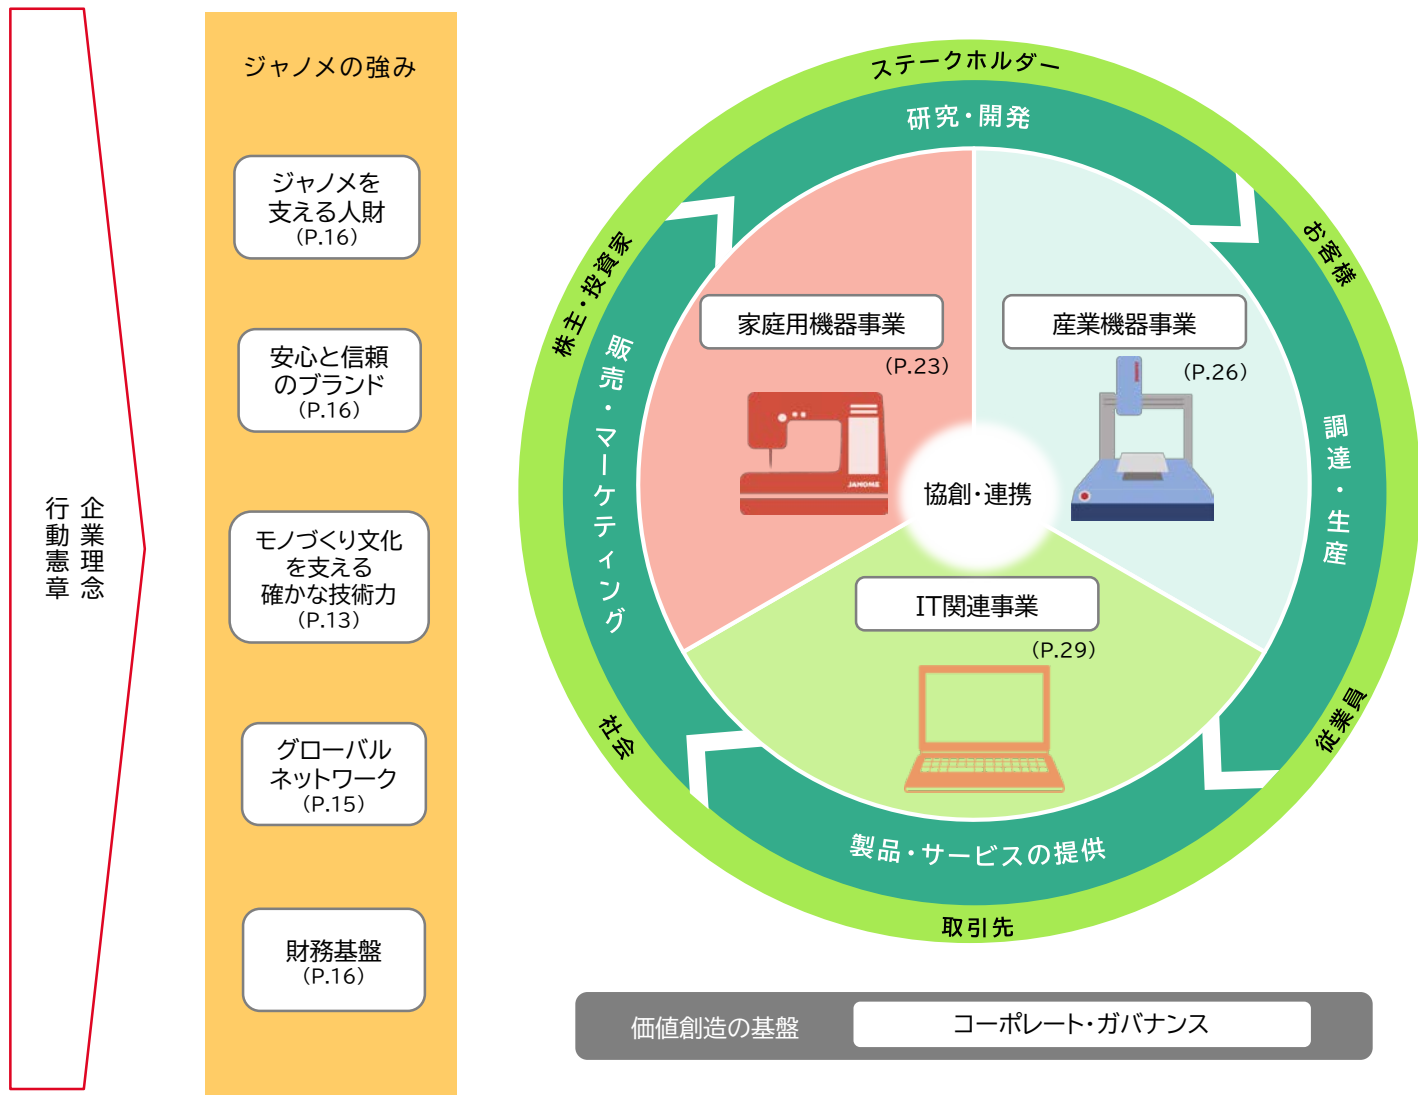 企業理念
行動憲章
ジャノメの強み
ジャノメを
支える人財
（P.16）
安心と信頼
のブランド
（P.16）
モノづくり文化
を支える
確かな技術力
（P.13）
グローバル
ネットワーク
（P.15）
財務基盤
（P.16）
ステークホルダー
お客様
従業員
取引先
社会
株主・投資家
研究・開発
調達・生産
製品・サービスの提供
販売・マーケティング
家庭用機器事業
（P.23）
JANOME
産業機器事業
（P.26）
協創・連携
IT関連事業
（P.29）
価値創造の基盤
コーポレート・ガバナンス